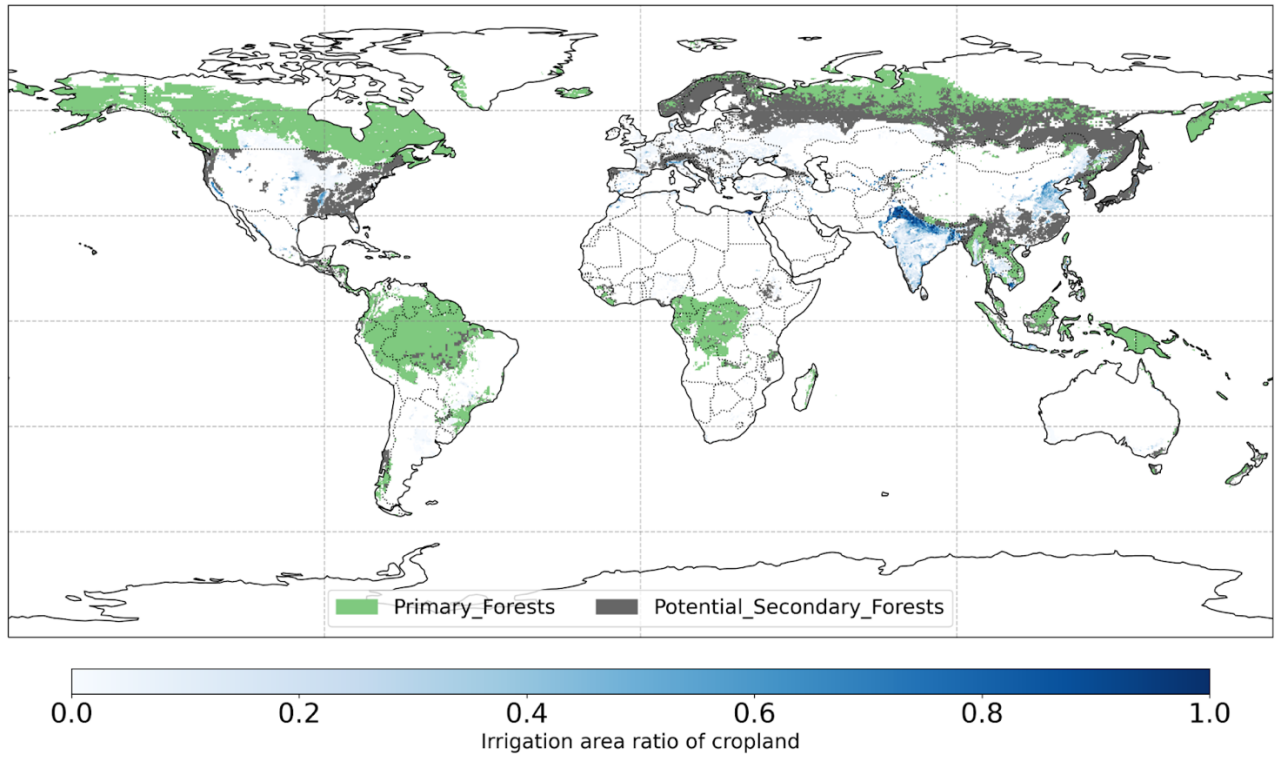 Primary_Forests Potential_Secondary_Forests
0.0 0.2 0.4 0.6 0.8 1.0
Irrigation area ratio of cropland